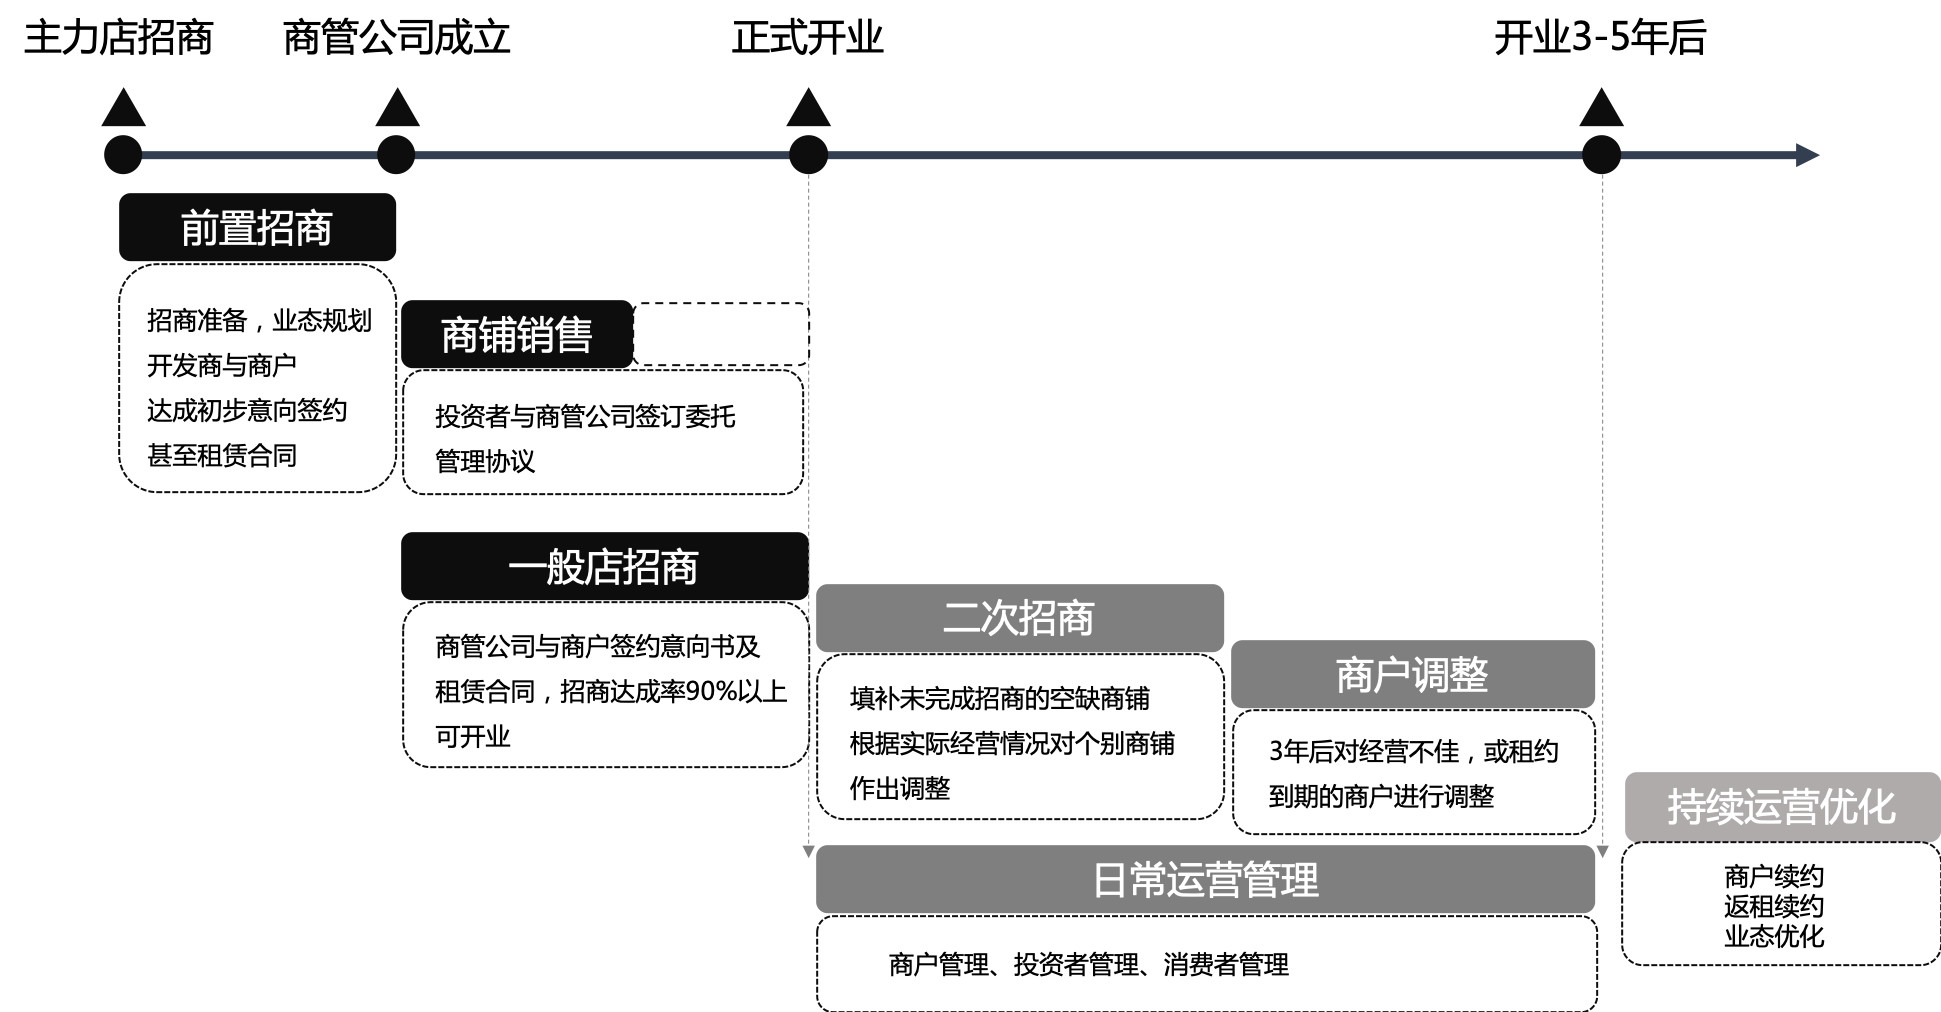 主力店招商
商管公司成立
正式开业
开业3-5年后
前置招商
招商准备，业态规划
开发商与商户
达成初步意向签约
甚至租赁合同
商铺销售
投资者与商管公司签订委托
管理协议
一般店招商
商管公司与商户签约意向书及
租赁合同，招商达成率90%以上
可开业
二次招商
填补未完成招商的空缺商铺
根据实际经营情况对个别商铺
作出调整
商户调整
3年后对经营不佳，或租约
到期的商户进行调整
日常运营管理
商户管理、投资者管理、消费者管理
持续运营优化
商户续约
返租续约
业态优化